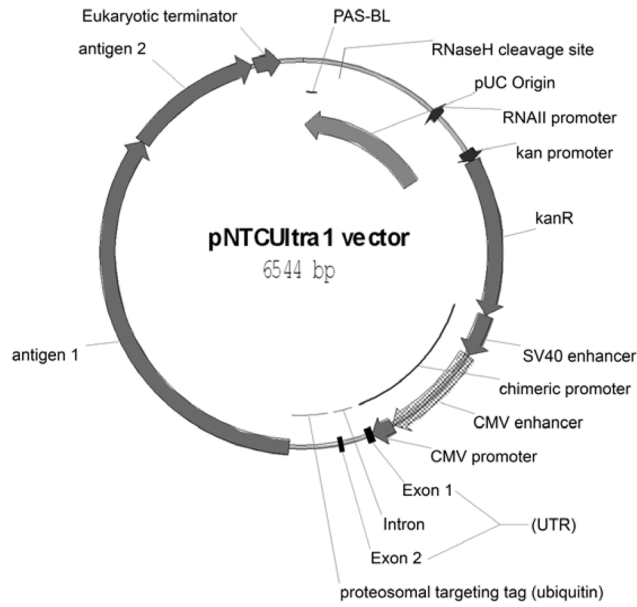 Eukaryotic terminator
PAS-BL
antigen 2
RNaseH cleavage site
pUC Origin
RNAII promoter
kan promoter
pNTCUltra1 vector
6544 bp
kanR
antigen 1
SV40 enhancer
chimeric promoter
CMV enhancer
CMV promoter
Exon 1
Intron
(UTR)
Exon 2
proteosomal targeting tag (ubiquitin)